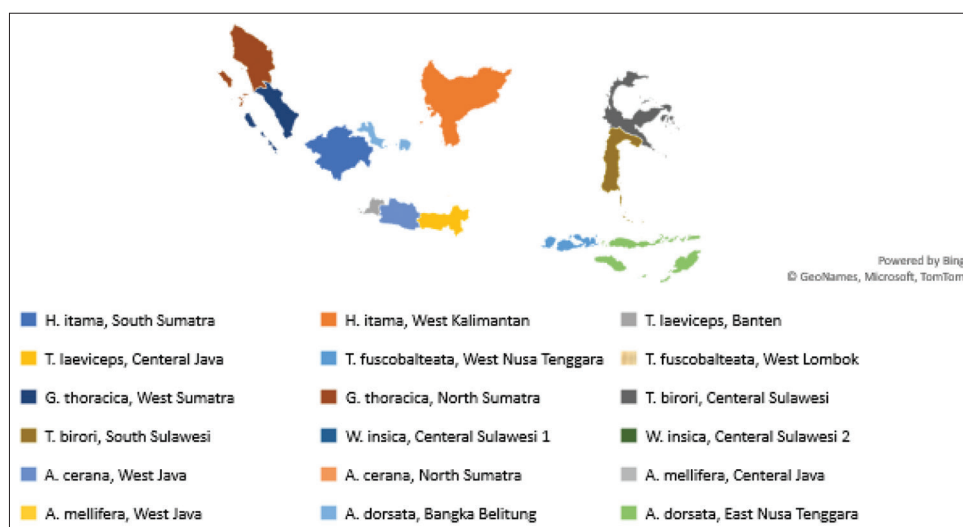 Powered by Bing
© GeoNames, Microsoft, TomTom
H. itama, South Sumatra
H. itama, West Kalimantan
T. laeviceps, Banten
T. laeviceps, Centeral Java
T. fuscobalteata, West Nusa Tenggara
T. fuscobalteata, West Lombok
G. thoracica, West Sumatra
G. thoracica, North Sumatra
T. birori, Centeral Sulawesi
T. birori, South Sulawesi
W. insica, Centeral Sulawesi 1
W. insica, Centeral Sulawesi 2
A. cerana, West Java
A. cerana, North Sumatra
A. mellifera, Centeral Java
A. mellifera, West Java
A. dorsata, Bangka Belitung
A. dorsata, East Nusa Tenggara